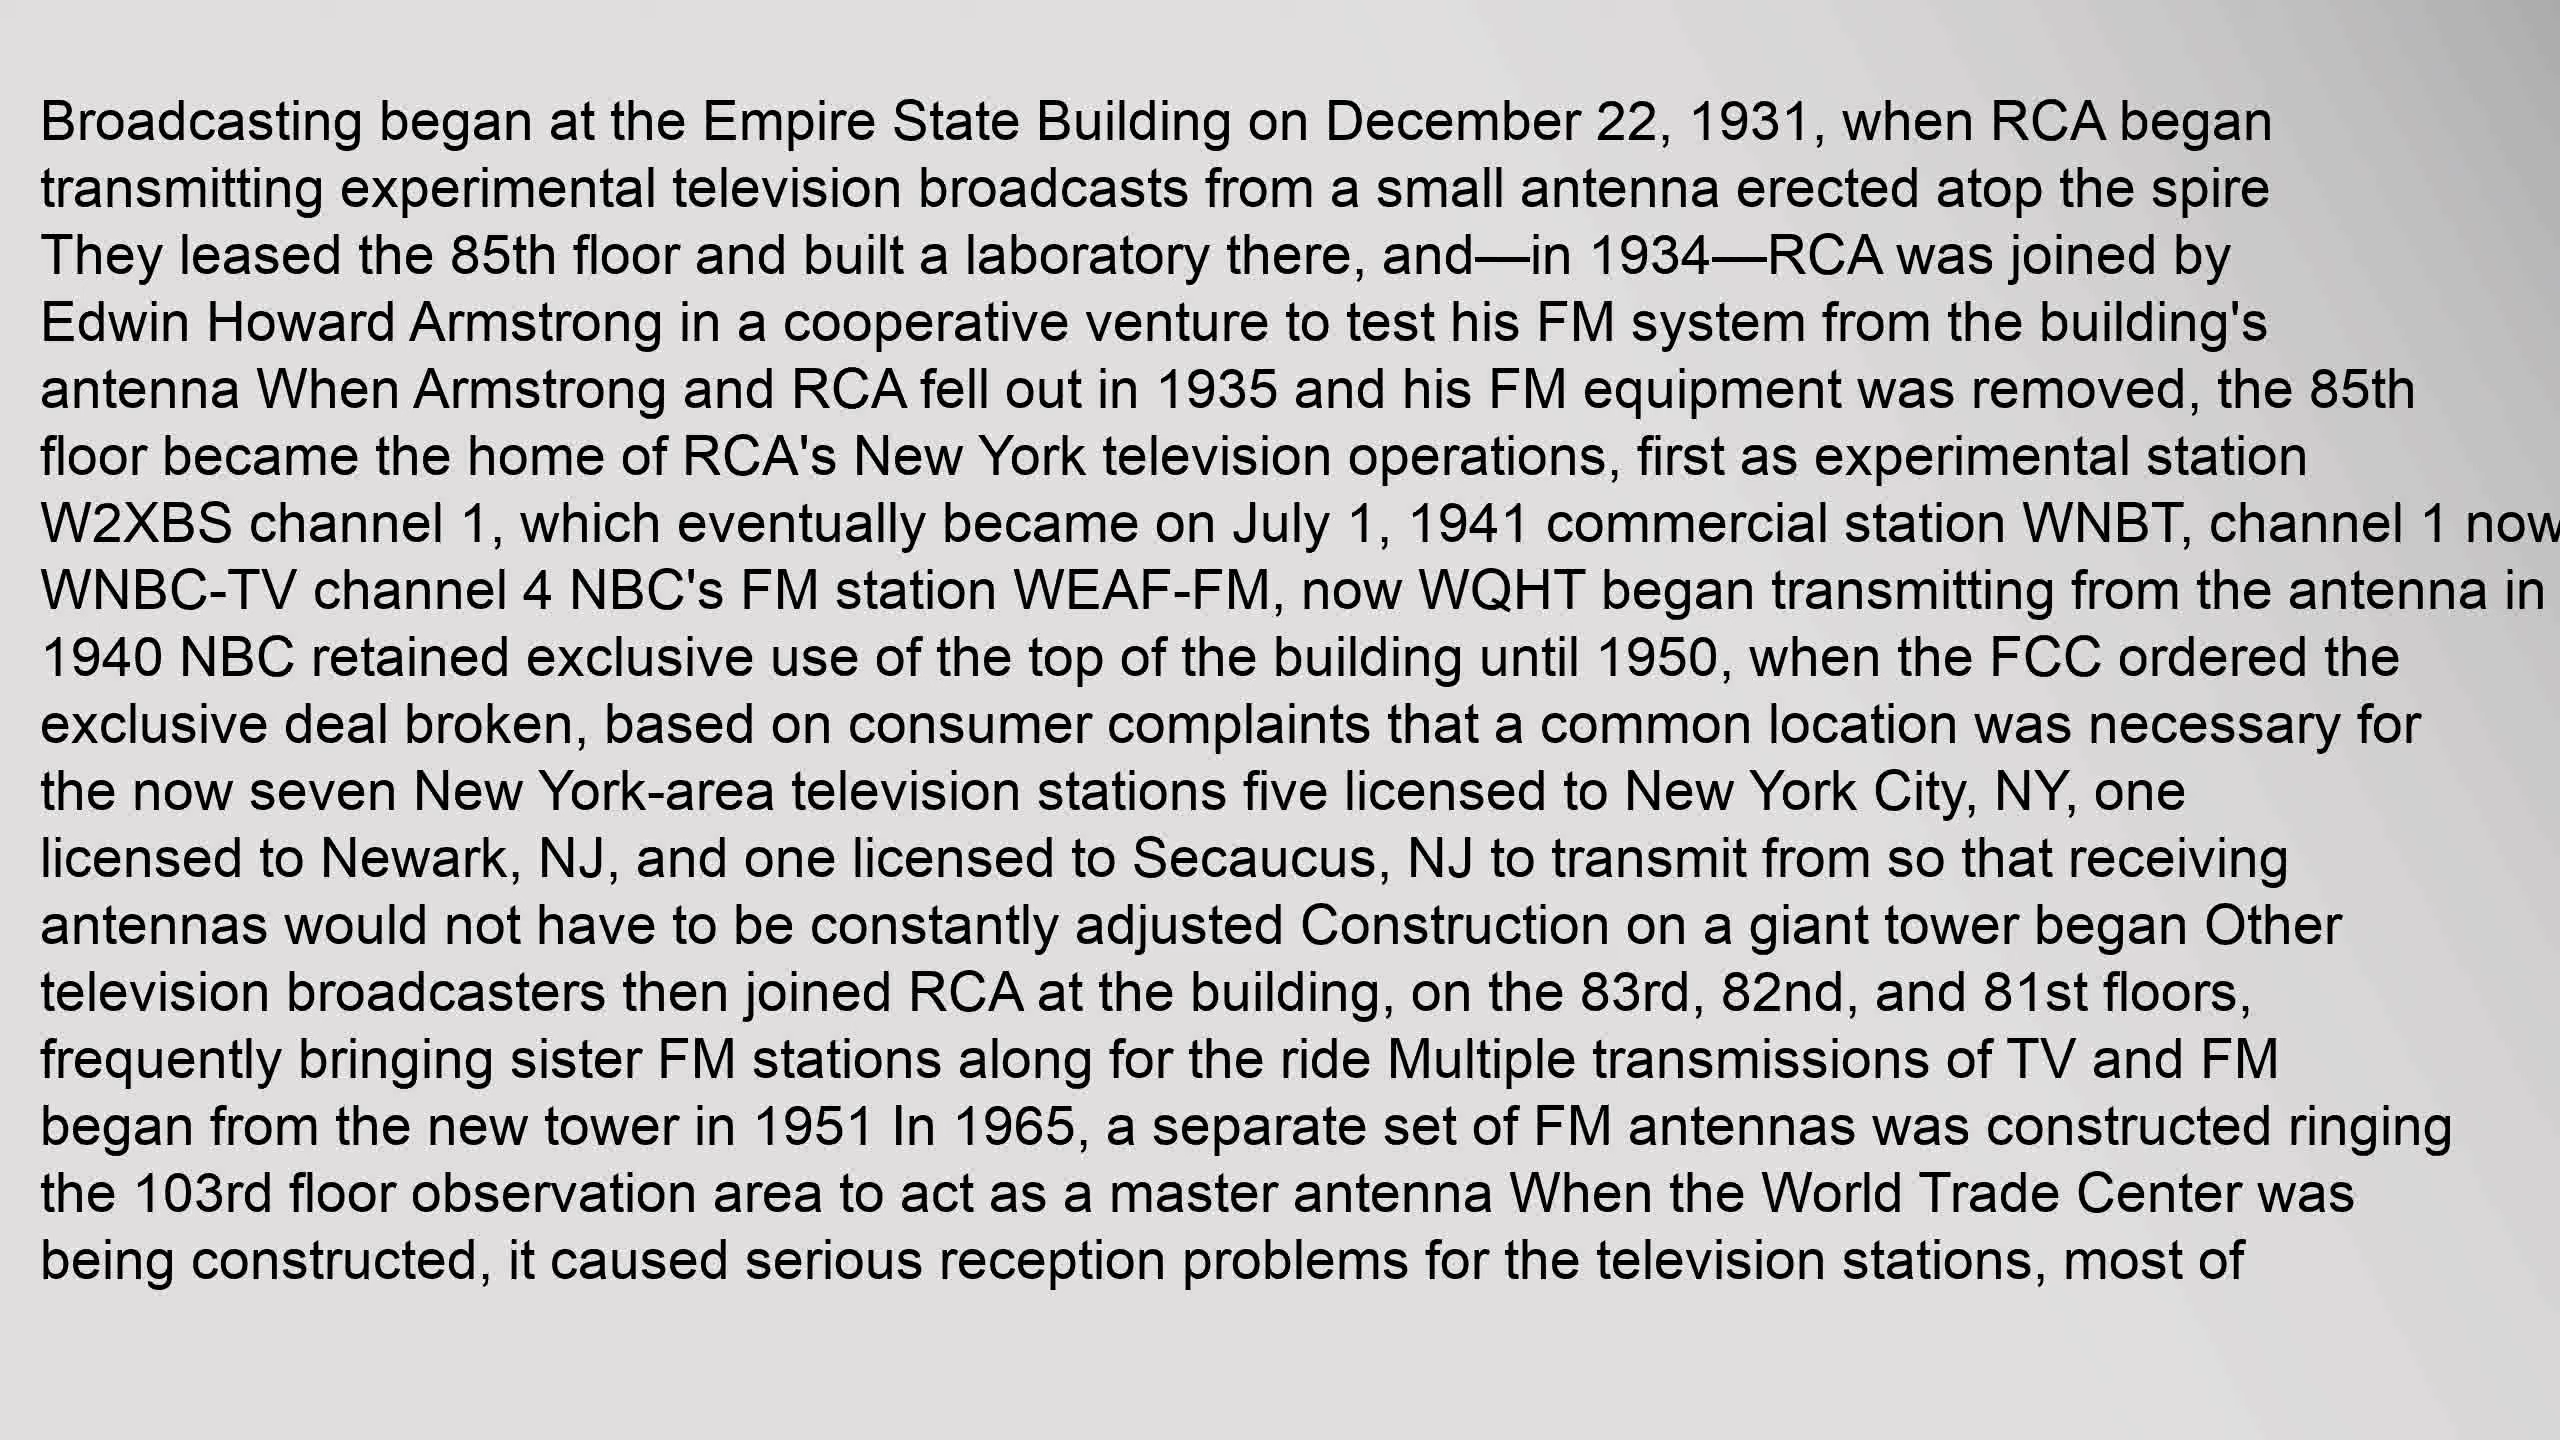 Broadcasting began at the Empire State Building on December 22, 1931, when RCA began
transmitting experimental television broadcasts from a small antenna erected atop the spire
They leased the 85th floor and built a laboratory there, and—in 1934—RCA was joined by
Edwin Howard Armstrong in a cooperative venture to test his FM system from the building's
antenna When Armstrong and RCA fell out in 1935 and his FM equipment was removed, the 85th
floor became the home of RCA's New York television operations, first as experimental station
W2XBS channel 1, which eventually became on July 1, 1941 commercial station WNBT, channel 1 now
WNBC-TV channel 4 NBC's FM station WEAF-FM, now WQHT began transmitting from the antenna in
1940 NBC retained exclusive use of the top of the building until 1950, when the FCC ordered the
exclusive deal broken, based on consumer complaints that a common location was necessary for
the now seven New York-area television stations five licensed to New York City, NY, one
licensed to Newark, NJ, and one licensed to Secaucus, NJ to transmit from so that receiving
antennas would not have to be constantly adjusted Construction on a giant tower began Other
television broadcasters then joined RCA at the building, on the 83rd, 82nd, and 81st floors,
frequently bringing sister FM stations along for the ride Multiple transmissions of TV and FM
began from the new tower in 1951 In 1965, a separate set of FM antennas was constructed ringing
the 103rd floor observation area to act as a master antenna When the World Trade Center was
being constructed, it caused serious reception problems for the television stations, most of